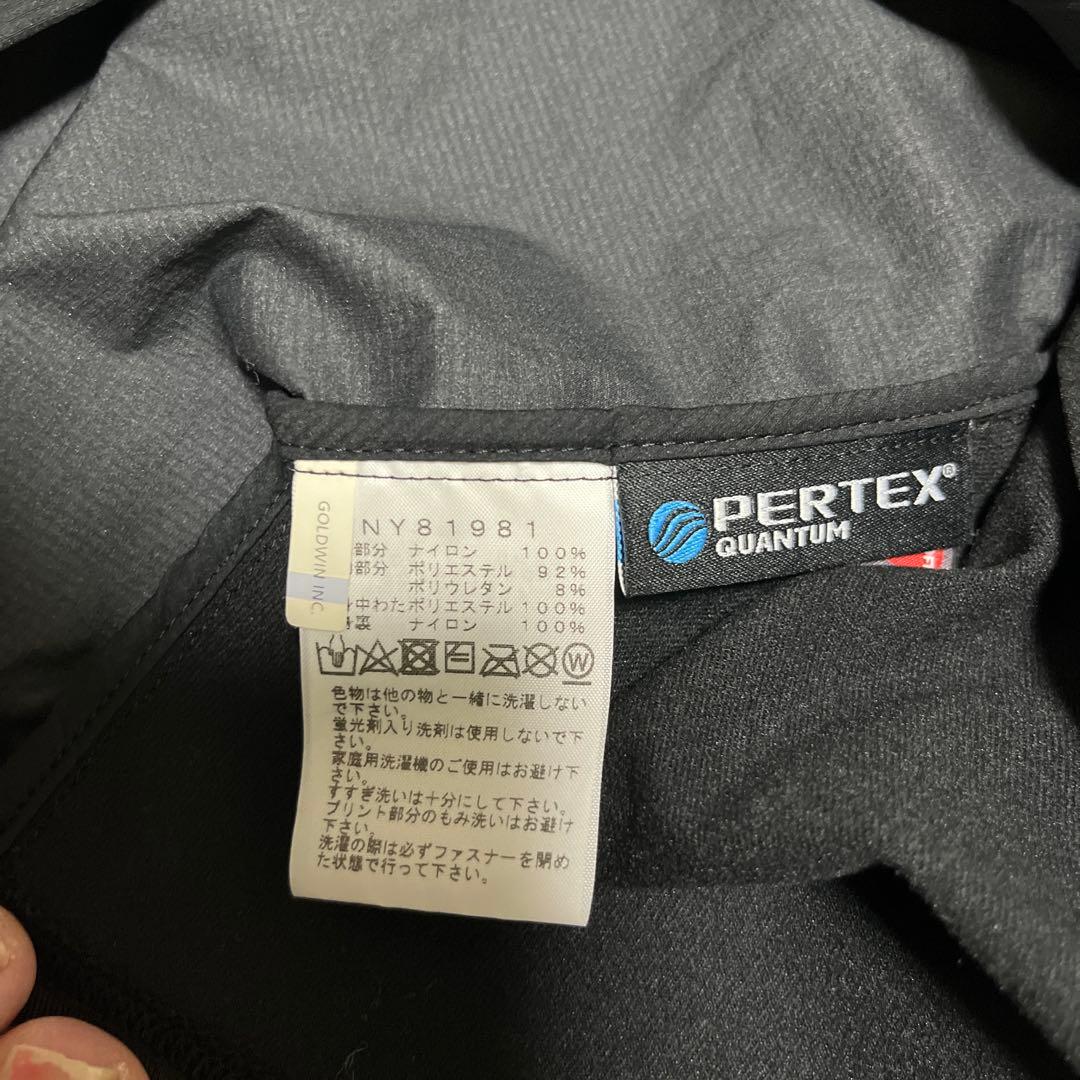 GOLDWIN INC.
NY81981
部分 ナイロン 100%
部分 ポリエステル 92%
ポリウレタン 8%
中わた ポリエステル 100%
裏 ナイロン 100%
W
色物は他の物と一緒に洗濯しない
で下さい。
蛍光剤入り洗剤は使用しないで下
さい。
家庭用洗濯機のご使用はお避け下
さい。
すすぎ洗いは十分にして下さい。
プリント部分のもみ洗いはお避け
下さい。
洗濯の際は必ずファスナーを閉め
た状態で行って下さい。
PERTEX®
QUANTUM